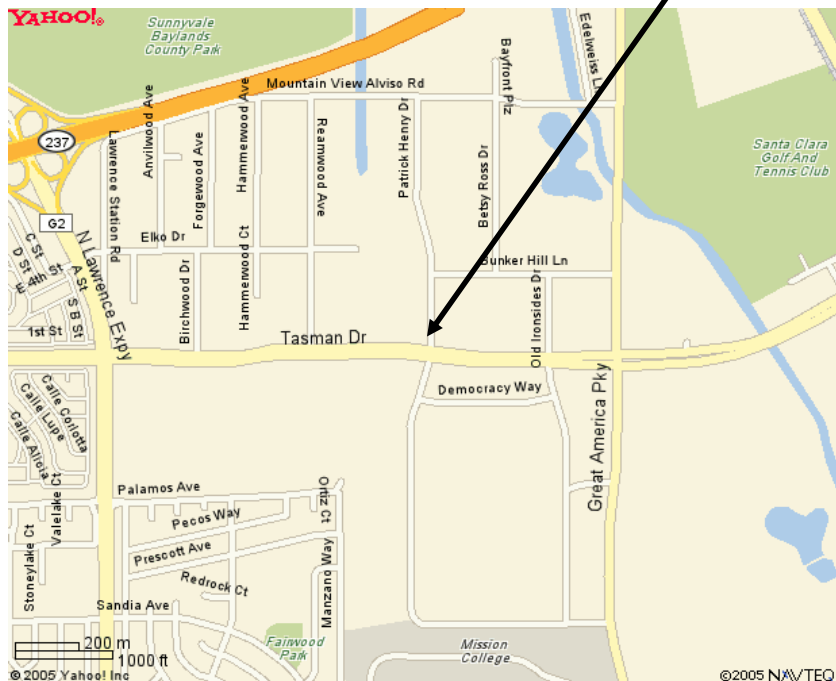 YAHOO!®
Sunnyvale
Baylands
County Park
Mountain View Alviso Rd
Edelweiss Ln
Bayfront Plz
237
Lawrence Station Rd
Anvilwood Ave
Forgewood Ave
Hammerwood Ave
Reamwood Ave
Patrick Henry Dr
Betsy Ross Dr
Santa Clara
Golf And
Tennis Club
G2
N Lawrence Expy
Elko Dr
C St
D St
E 4th St
A St
S B St
1st St
Birchwood Dr
Hammerwood Ct
Bunker Hill Ln
Old Ironsides Dr
Tasman Dr
Great America Pky
Democracy Way
Calle Corlotta
Calle Lupe
Calle Alicia
Palamos Ave
Pecos Way
Prescott Ave
Redrock Ct
Ortiz Ct
Manzano Way
Valelake Ct
Stoneylake Ct
Sandia Ave
Fairwood
Park
Mission
College
200 m
1000 ft
©2005 Yahoo! Inc
©2005 NAVTEQ